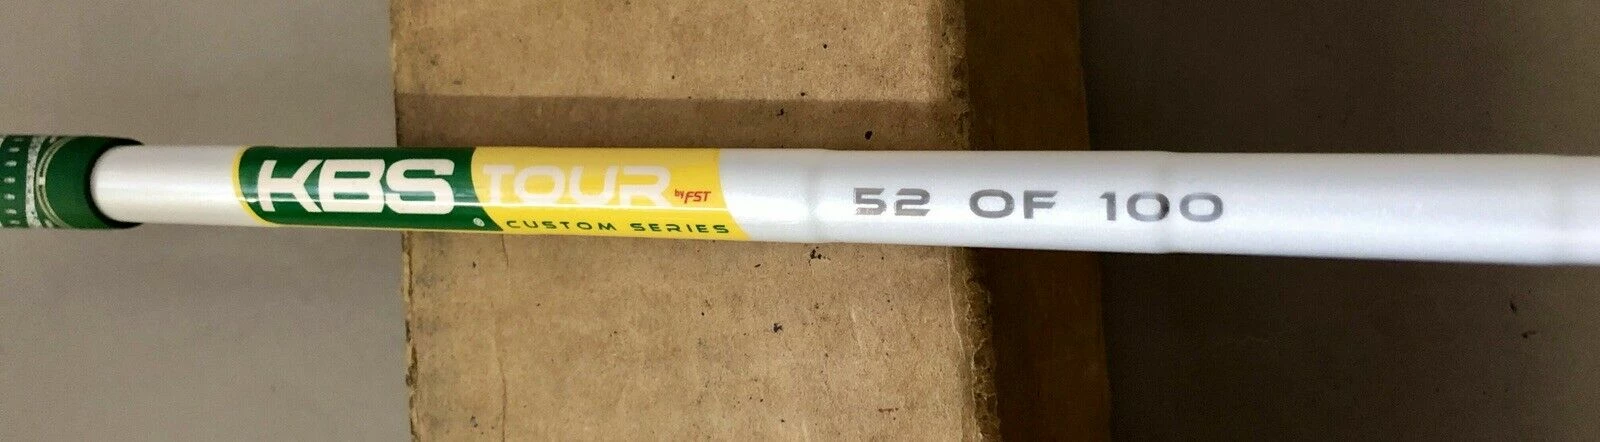 KBS TOUR by FST
® CUSTOM SERIES
52 OF 100